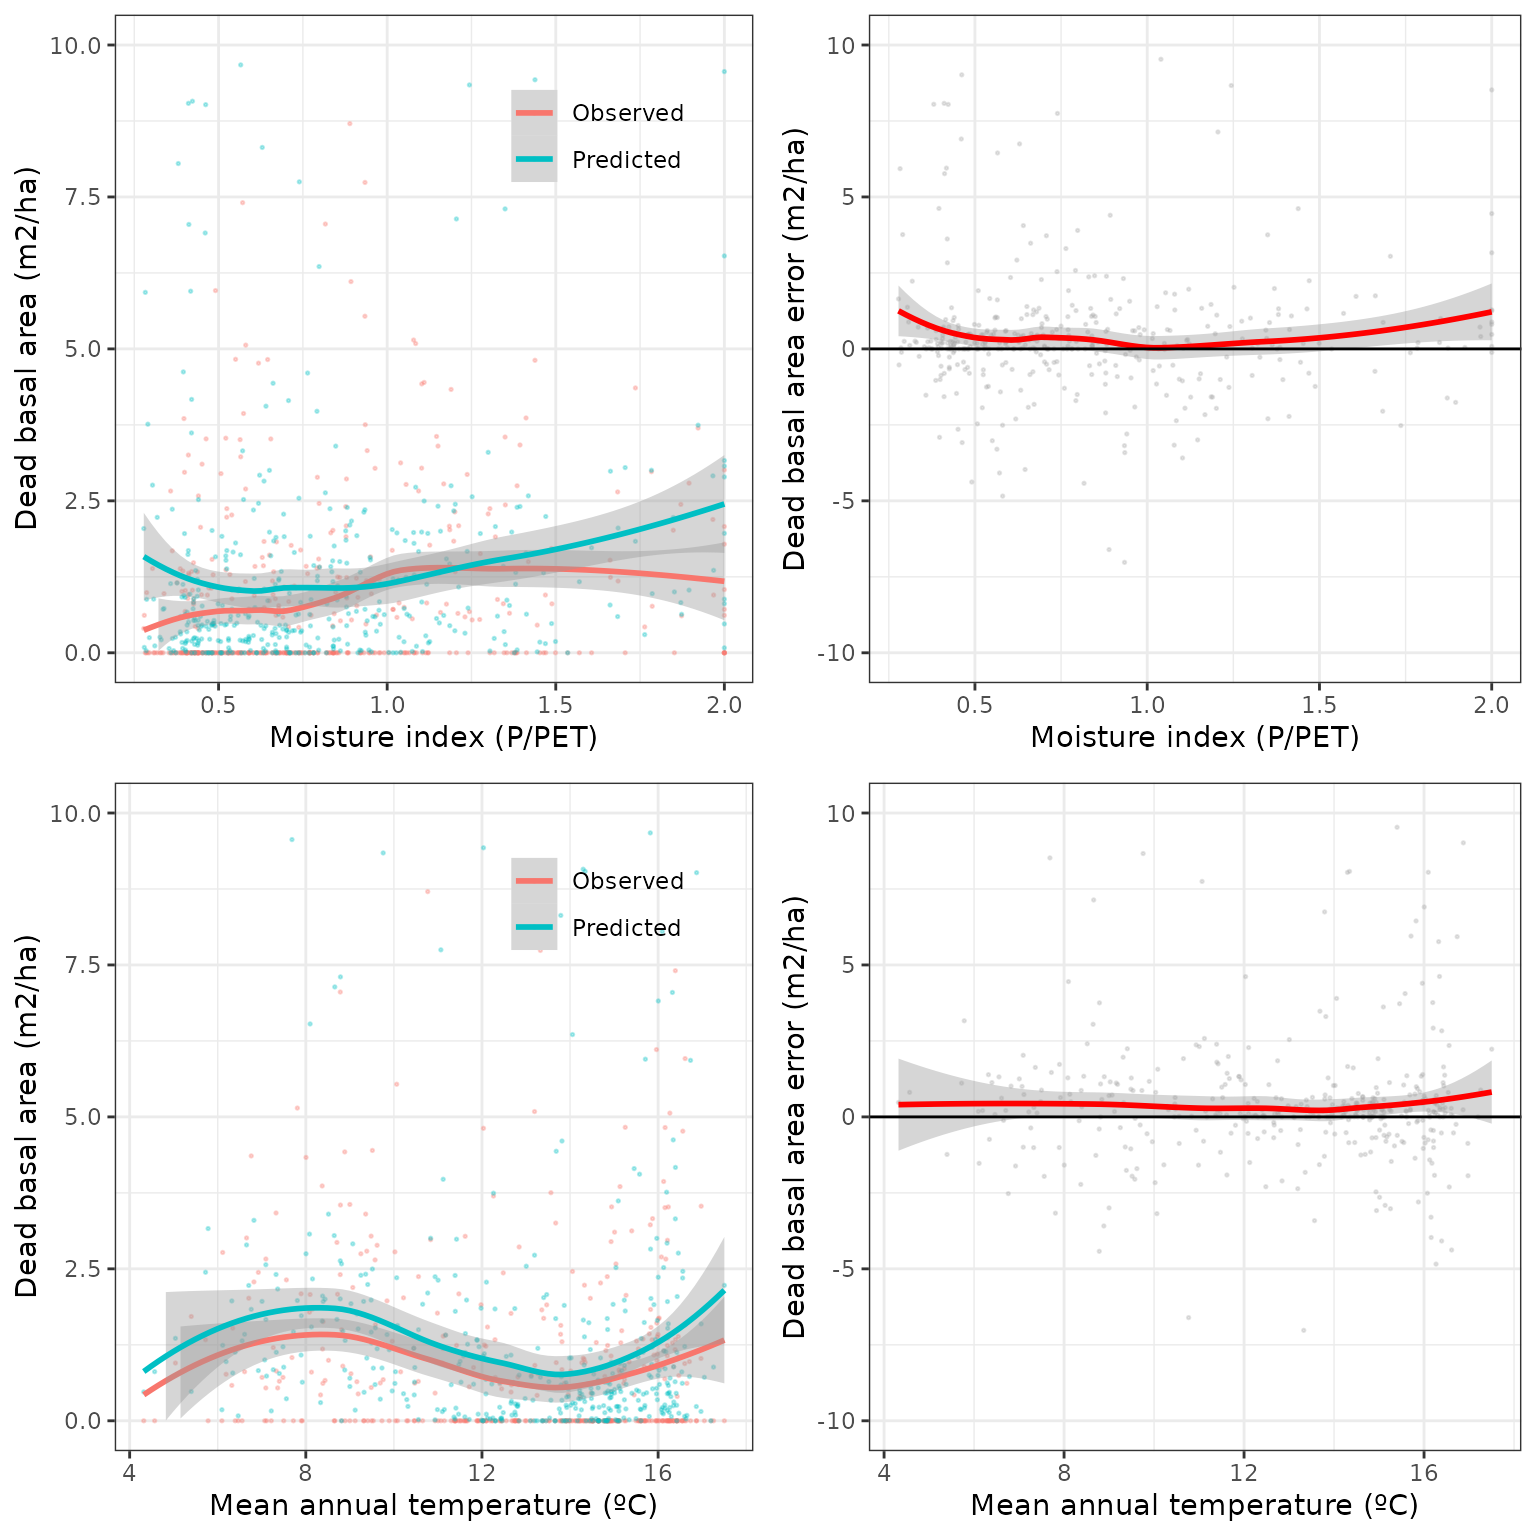 10.0
7.5
5.0
2.5
0.0
Dead basal area (m2/ha)
Observed
Predicted
0.5 1.0 1.5 2.0
Moisture index (P/PET)
10
5
0
-5
-10
Dead basal area error (m2/ha)
0.5 1.0 1.5 2.0
Moisture index (P/PET)
10.0
7.5
5.0
2.5
0.0
Dead basal area (m2/ha)
Observed
Predicted
4 8 12 16
Mean annual temperature (ºC)
10
5
0
-5
-10
Dead basal area error (m2/ha)
4 8 12 16
Mean annual temperature (ºC)